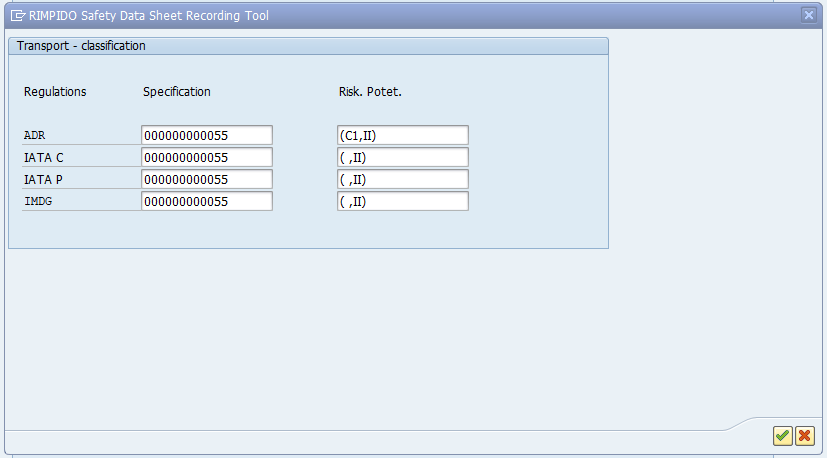 RIMPIDO Safety Data Sheet Recording Tool
Transport - classification
Regulations Specification Risk. Potet.
ADR 000000000055 (C1,II)
IATA C 000000000055 ( ,II)
IATA P 000000000055 ( ,II)
IMDG 000000000055 ( ,II)